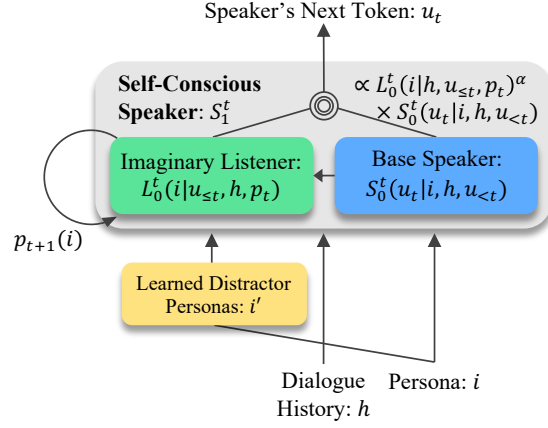 Speaker's Next Token: u_t
Self-Conscious
Speaker: S_1^t
∝ L_0^t(i|h, u_{≤t}, p_t)^α
× S_0^t(u_t|i, h, u_{<t})
Imaginary Listener:
L_0^t(i|u_{≤t}, h, p_t)
Base Speaker:
S_0^t(u_t|i, h, u_{<t})
p_{t+1}(i)
Learned Distractor
Personas: i′
Dialogue
History: h
Persona: i